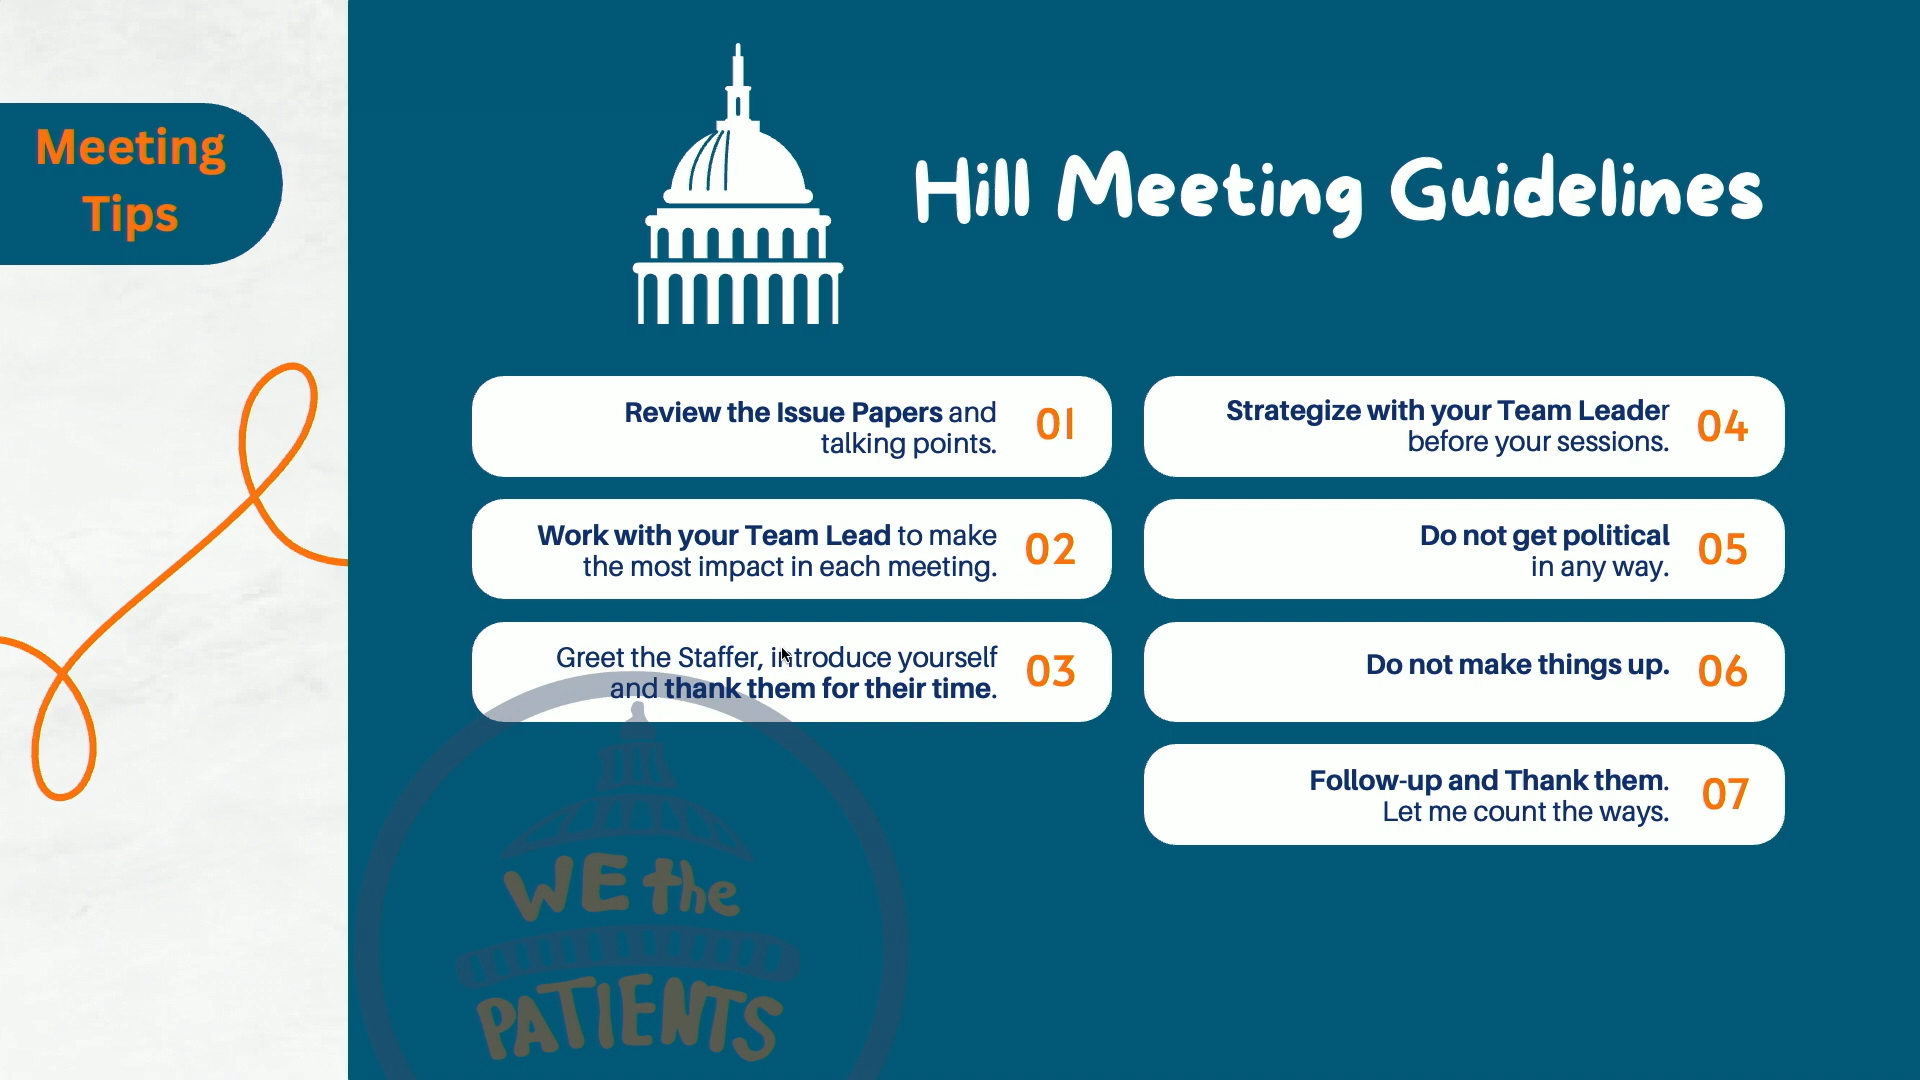 Meeting
Tips
Hill Meeting Guidelines
Review the Issue Papers and
talking points.
01
Work with your Team Lead to make
the most impact in each meeting.
02
Greet the Staffer, introduce yourself
and thank them for their time.
03
Strategize with your Team Leader
before your sessions.
04
Do not get political
in any way.
05
Do not make things up.
06
Follow-up and Thank them.
Let me count the ways.
07
WE the
PATIENTS